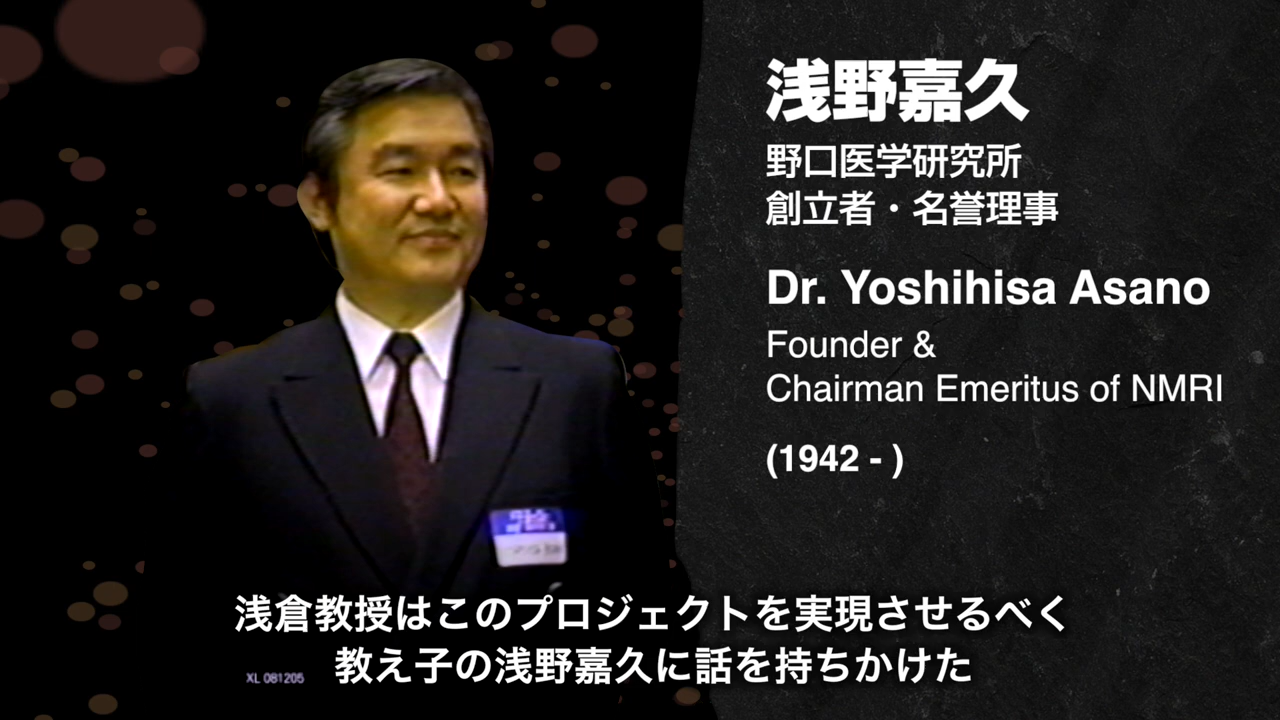 浅野嘉久
野口医学研究所
創立者・名誉理事
Dr. Yoshihisa Asano
Founder &
Chairman Emeritus of NMRI
(1942 - )
浅倉教授はこのプロジェクトを実現させるべく
教え子の浅野嘉久に話を持ちかけた
XL 081205